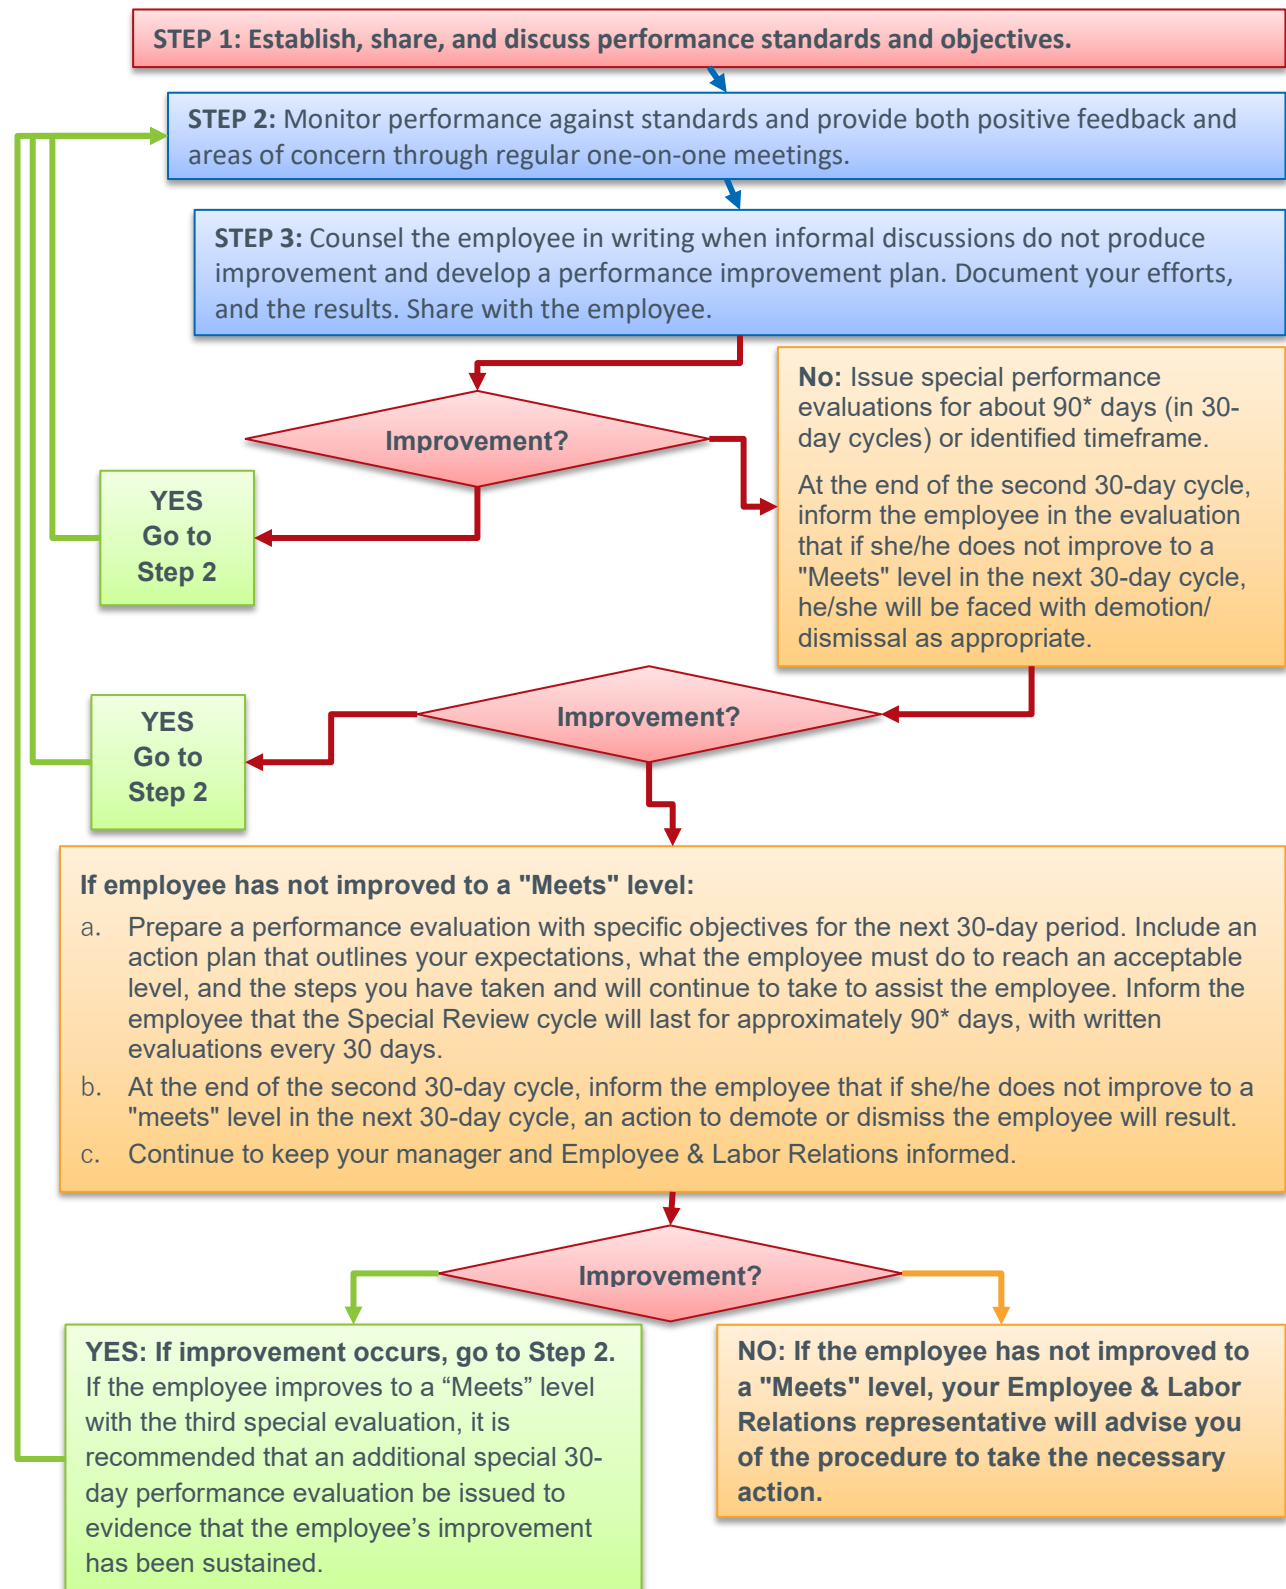 STEP 1: Establish, share, and discuss performance standards and objectives.
STEP 2: Monitor performance against standards and provide both positive feedback and
areas of concern through regular one-on-one meetings.
STEP 3: Counsel the employee in writing when informal discussions do not produce
improvement and develop a performance improvement plan. Document your efforts,
and the results. Share with the employee.
Improvement?
No: Issue special performance
evaluations for about 90* days (in 30-
day cycles) or identified timeframe.
At the end of the second 30-day cycle,
inform the employee in the evaluation
that if she/he does not improve to a
"Meets" level in the next 30-day cycle,
he/she will be faced with demotion/
dismissal as appropriate.
YES
Go to
Step 2
Improvement?
YES
Go to
Step 2
If employee has not improved to a "Meets" level:
a. Prepare a performance evaluation with specific objectives for the next 30-day period. Include an
action plan that outlines your expectations, what the employee must do to reach an acceptable
level, and the steps you have taken and will continue to take to assist the employee. Inform the
employee that the Special Review cycle will last for approximately 90* days, with written
evaluations every 30 days.
b. At the end of the second 30-day cycle, inform the employee that if she/he does not improve to a
"meets" level in the next 30-day cycle, an action to demote or dismiss the employee will result.
c. Continue to keep your manager and Employee & Labor Relations informed.
Improvement?
YES: If improvement occurs, go to Step 2.
If the employee improves to a “Meets” level
with the third special evaluation, it is
recommended that an additional special 30-
day performance evaluation be issued to
evidence that the employee’s improvement
has been sustained.
NO: If the employee has not improved to
a "Meets" level, your Employee & Labor
Relations representative will advise you
of the procedure to take the necessary
action.